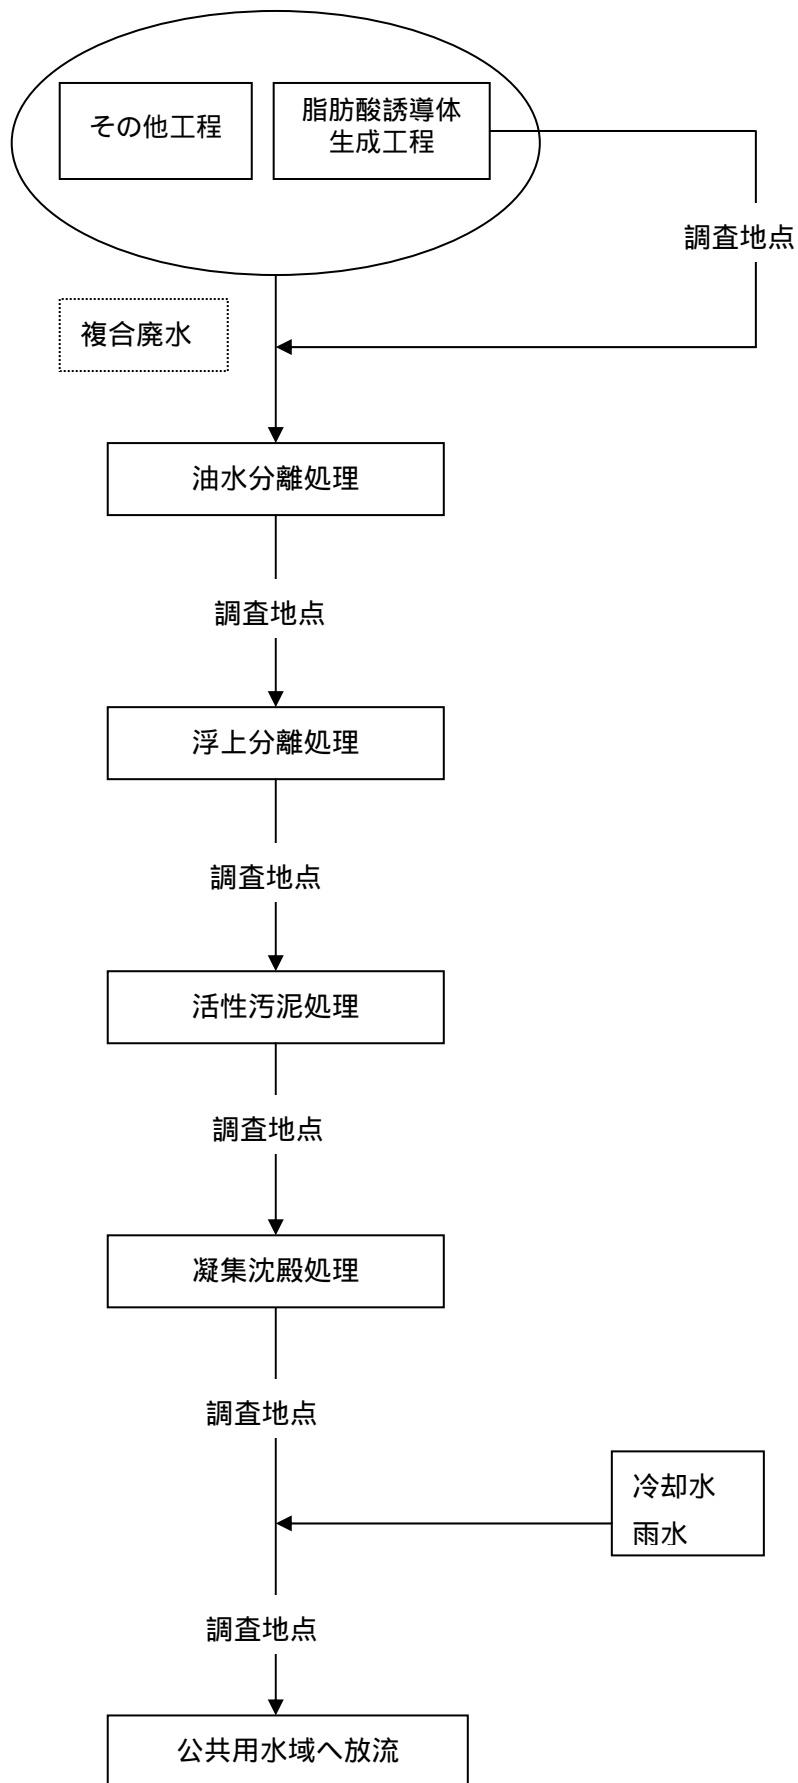 その他工程
脂肪酸誘導体
生成工程
調査地点
複合廃水
油水分離処理
調査地点
浮上分離処理
調査地点
活性汚泥処理
調査地点
凝集沈殿処理
調査地点
冷却水
雨水
調査地点
公共用水域へ放流